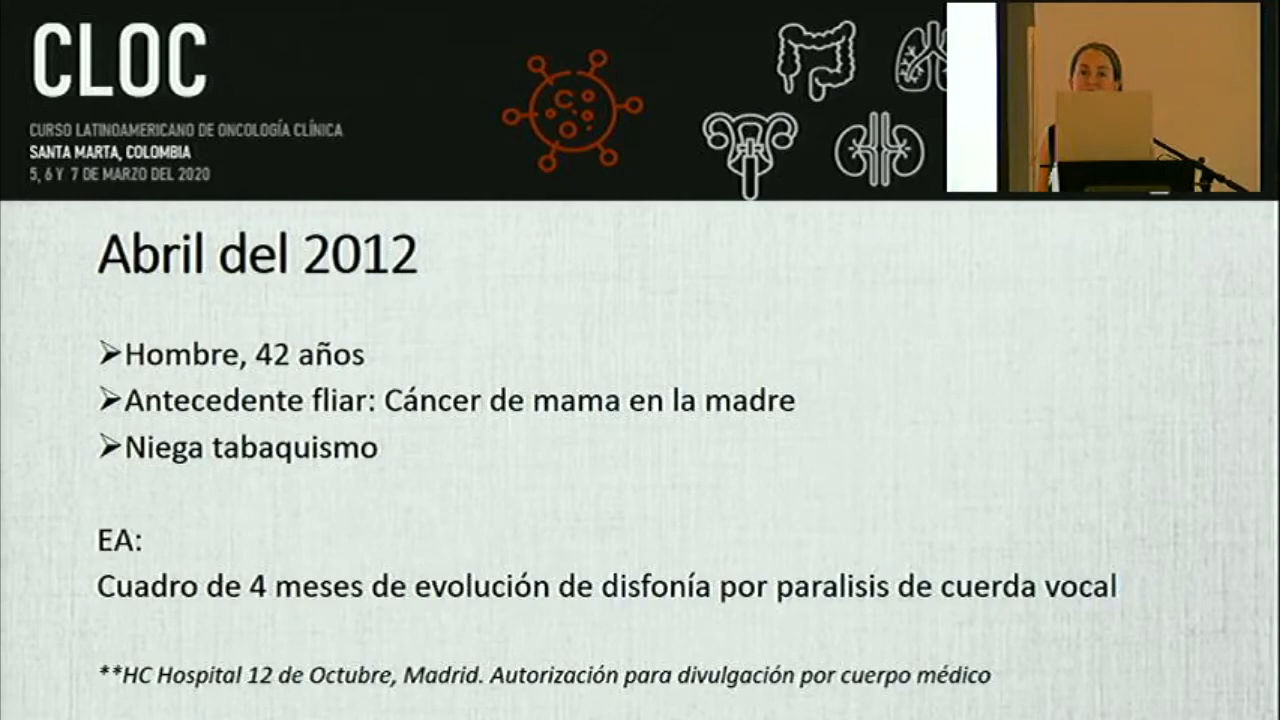 CLOC
CURSO LATINOAMERICANO DE ONCOLOGÍA CLÍNICA
SANTA MARTA, COLOMBIA
5, 6 Y 7 DE MARZO DEL 2020
Abril del 2012
➢Hombre, 42 años
➢Antecedente fliar: Cáncer de mama en la madre
➢Niega tabaquismo
EA:
Cuadro de 4 meses de evolución de disfonía por paralisis de cuerda vocal
**HC Hospital 12 de Octubre, Madrid. Autorización para divulgación por cuerpo médico